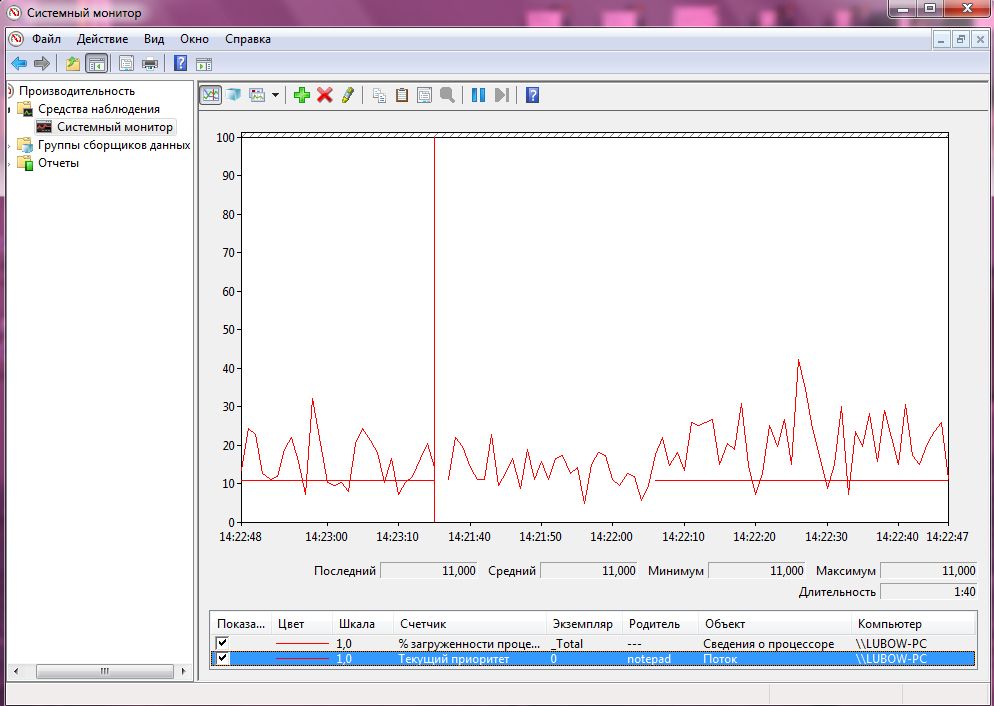 Системный монитор
Файл Действие Вид Окно Справка
Производительность
Средства наблюдения
Системный монитор
Группы сборщиков данных
Отчеты
100
90
80
70
60
50
40
30
20
10
0
14:22:48 14:23:00 14:23:10 14:21:40 14:21:50 14:22:00 14:22:10 14:22:20 14:22:30 14:22:40 14:22:47
Последний 11,000 Средний 11,000 Минимум 11,000 Максимум 11,000
Длительность 1:40
Показа... Цвет Шкала Счетчик Экземпляр Родитель Объект Компьютер
1,0 % загруженности проце... _Total --- Сведения о процессоре \\LUBOW-PC
1,0 Текущий приоритет 0 notepad Поток \\LUBOW-PC